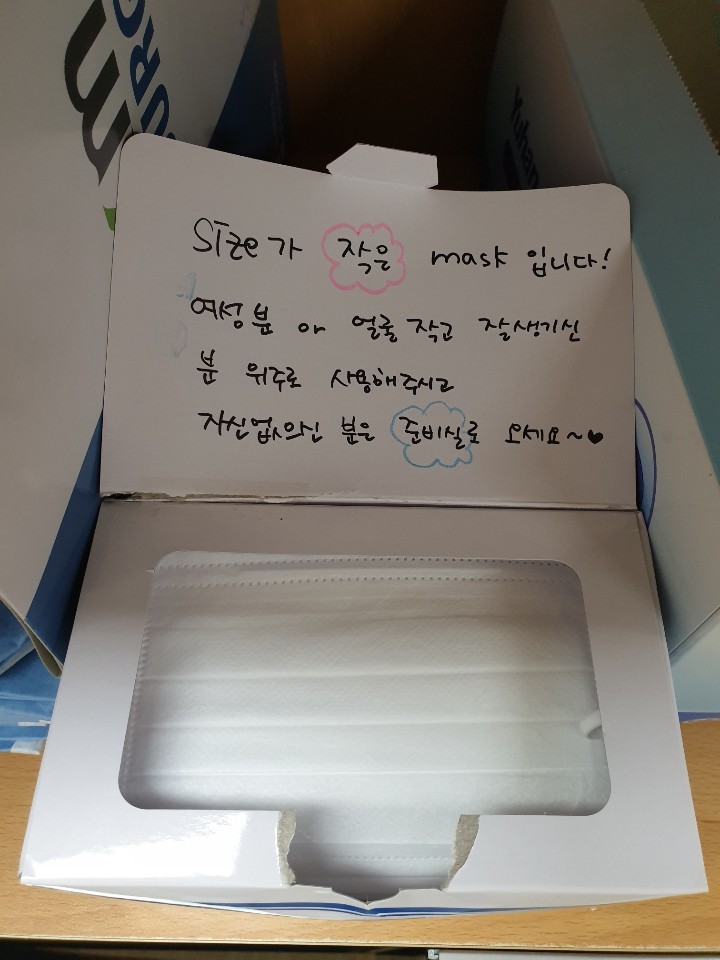 Size가 작은 mask 입니다!
여성분 or 얼굴 작고 잘생기신
분 위주로 사용해주시고
자신없으신 분은 준비실로 오세요~♥
Yuhan